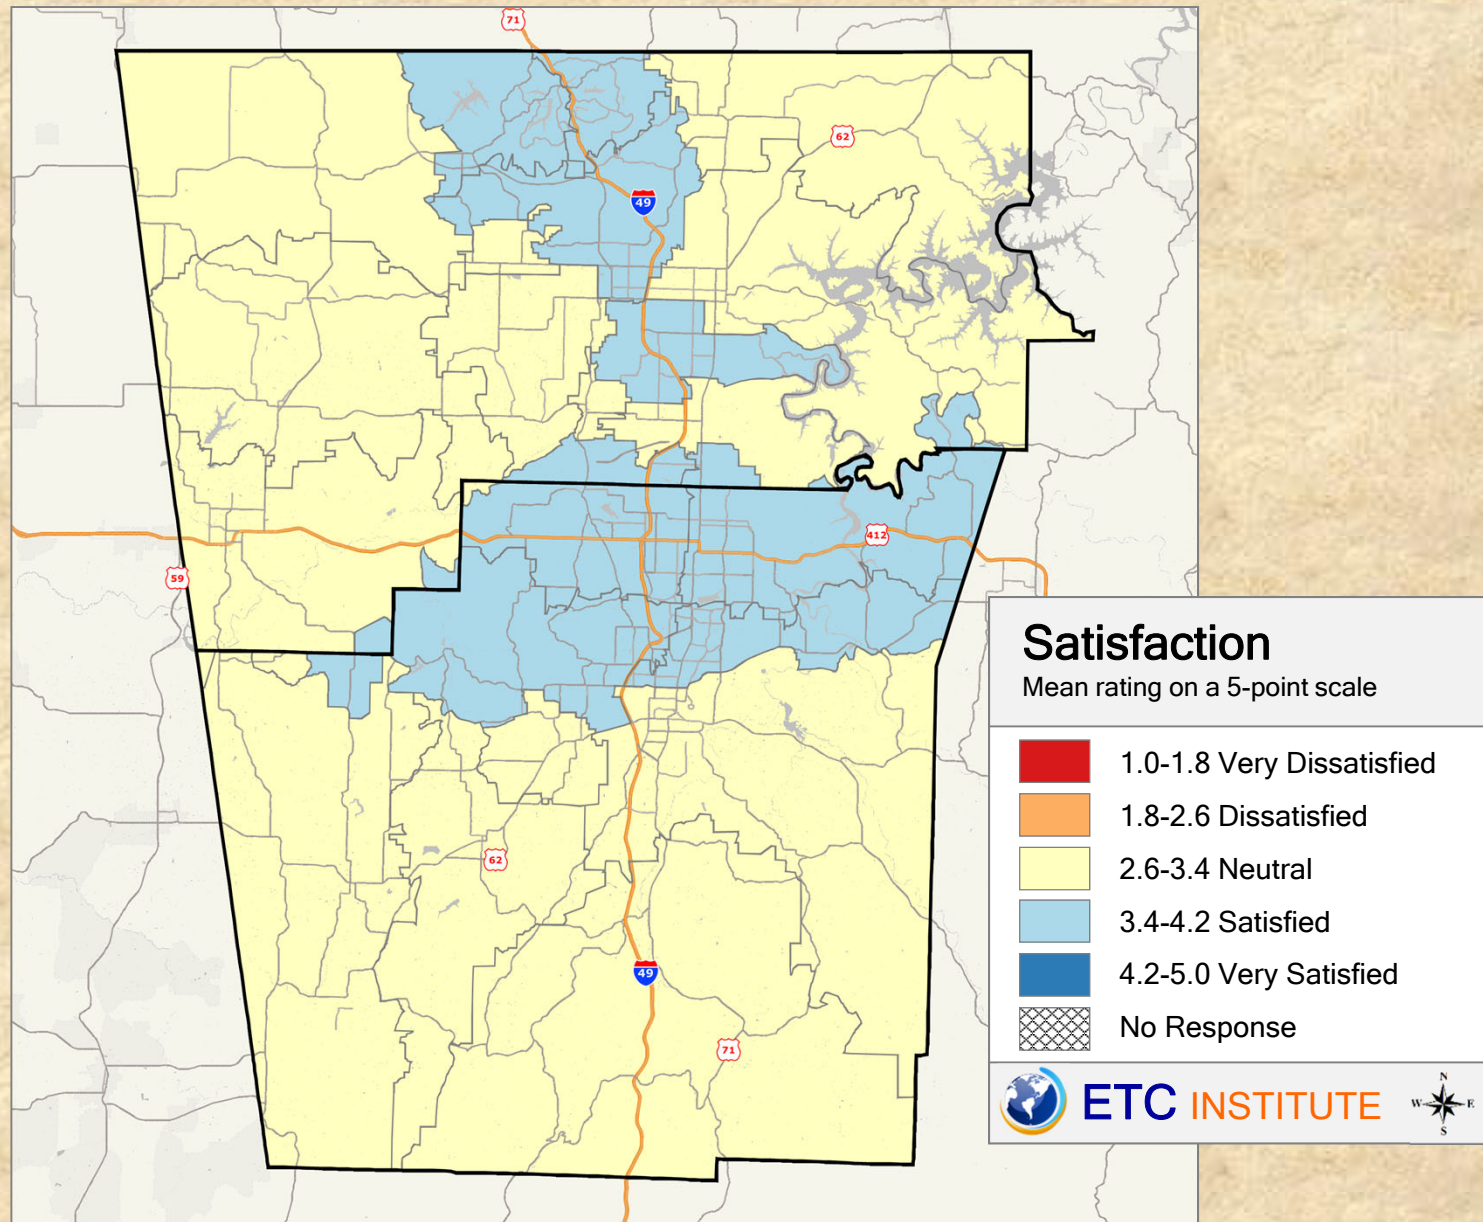 71
62
49
412
59
Satisfaction
Mean rating on a 5-point scale
1.0-1.8 Very Dissatisfied
1.8-2.6 Dissatisfied
2.6-3.4 Neutral
3.4-4.2 Satisfied
4.2-5.0 Very Satisfied
No Response
62
49
71
ETC INSTITUTE
N
W E
S